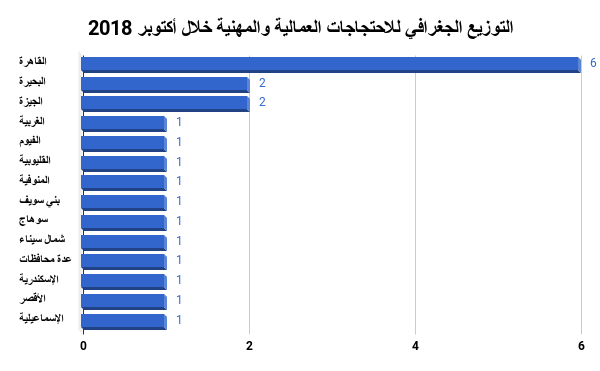 التوزيع الجغرافي للاحتجاجات العمالية والمهنية خلال أكتوبر 2018
القاهرة 6
البحيرة 2
الجيزة 2
الغربية 1
الفيوم 1
القليوبية 1
المنوفية 1
بني سويف 1
سوهاج 1
شمال سيناء 1
عدة محافظات 1
الإسكندرية 1
الأقصر 1
الإسماعيلية 1
0 2 4 6